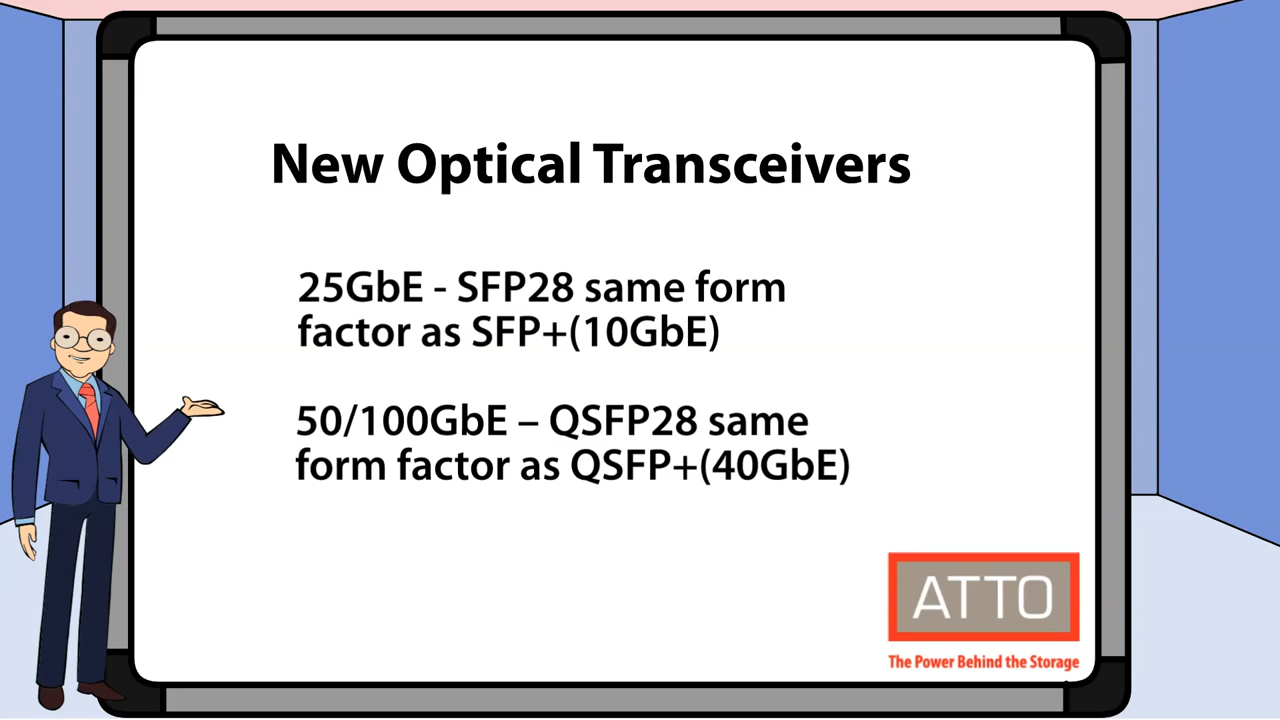 New Optical Transceivers
25GbE - SFP28 same form
factor as SFP+(10GbE)
50/100GbE – QSFP28 same
form factor as QSFP+(40GbE)
ATTO
The Power Behind the Storage